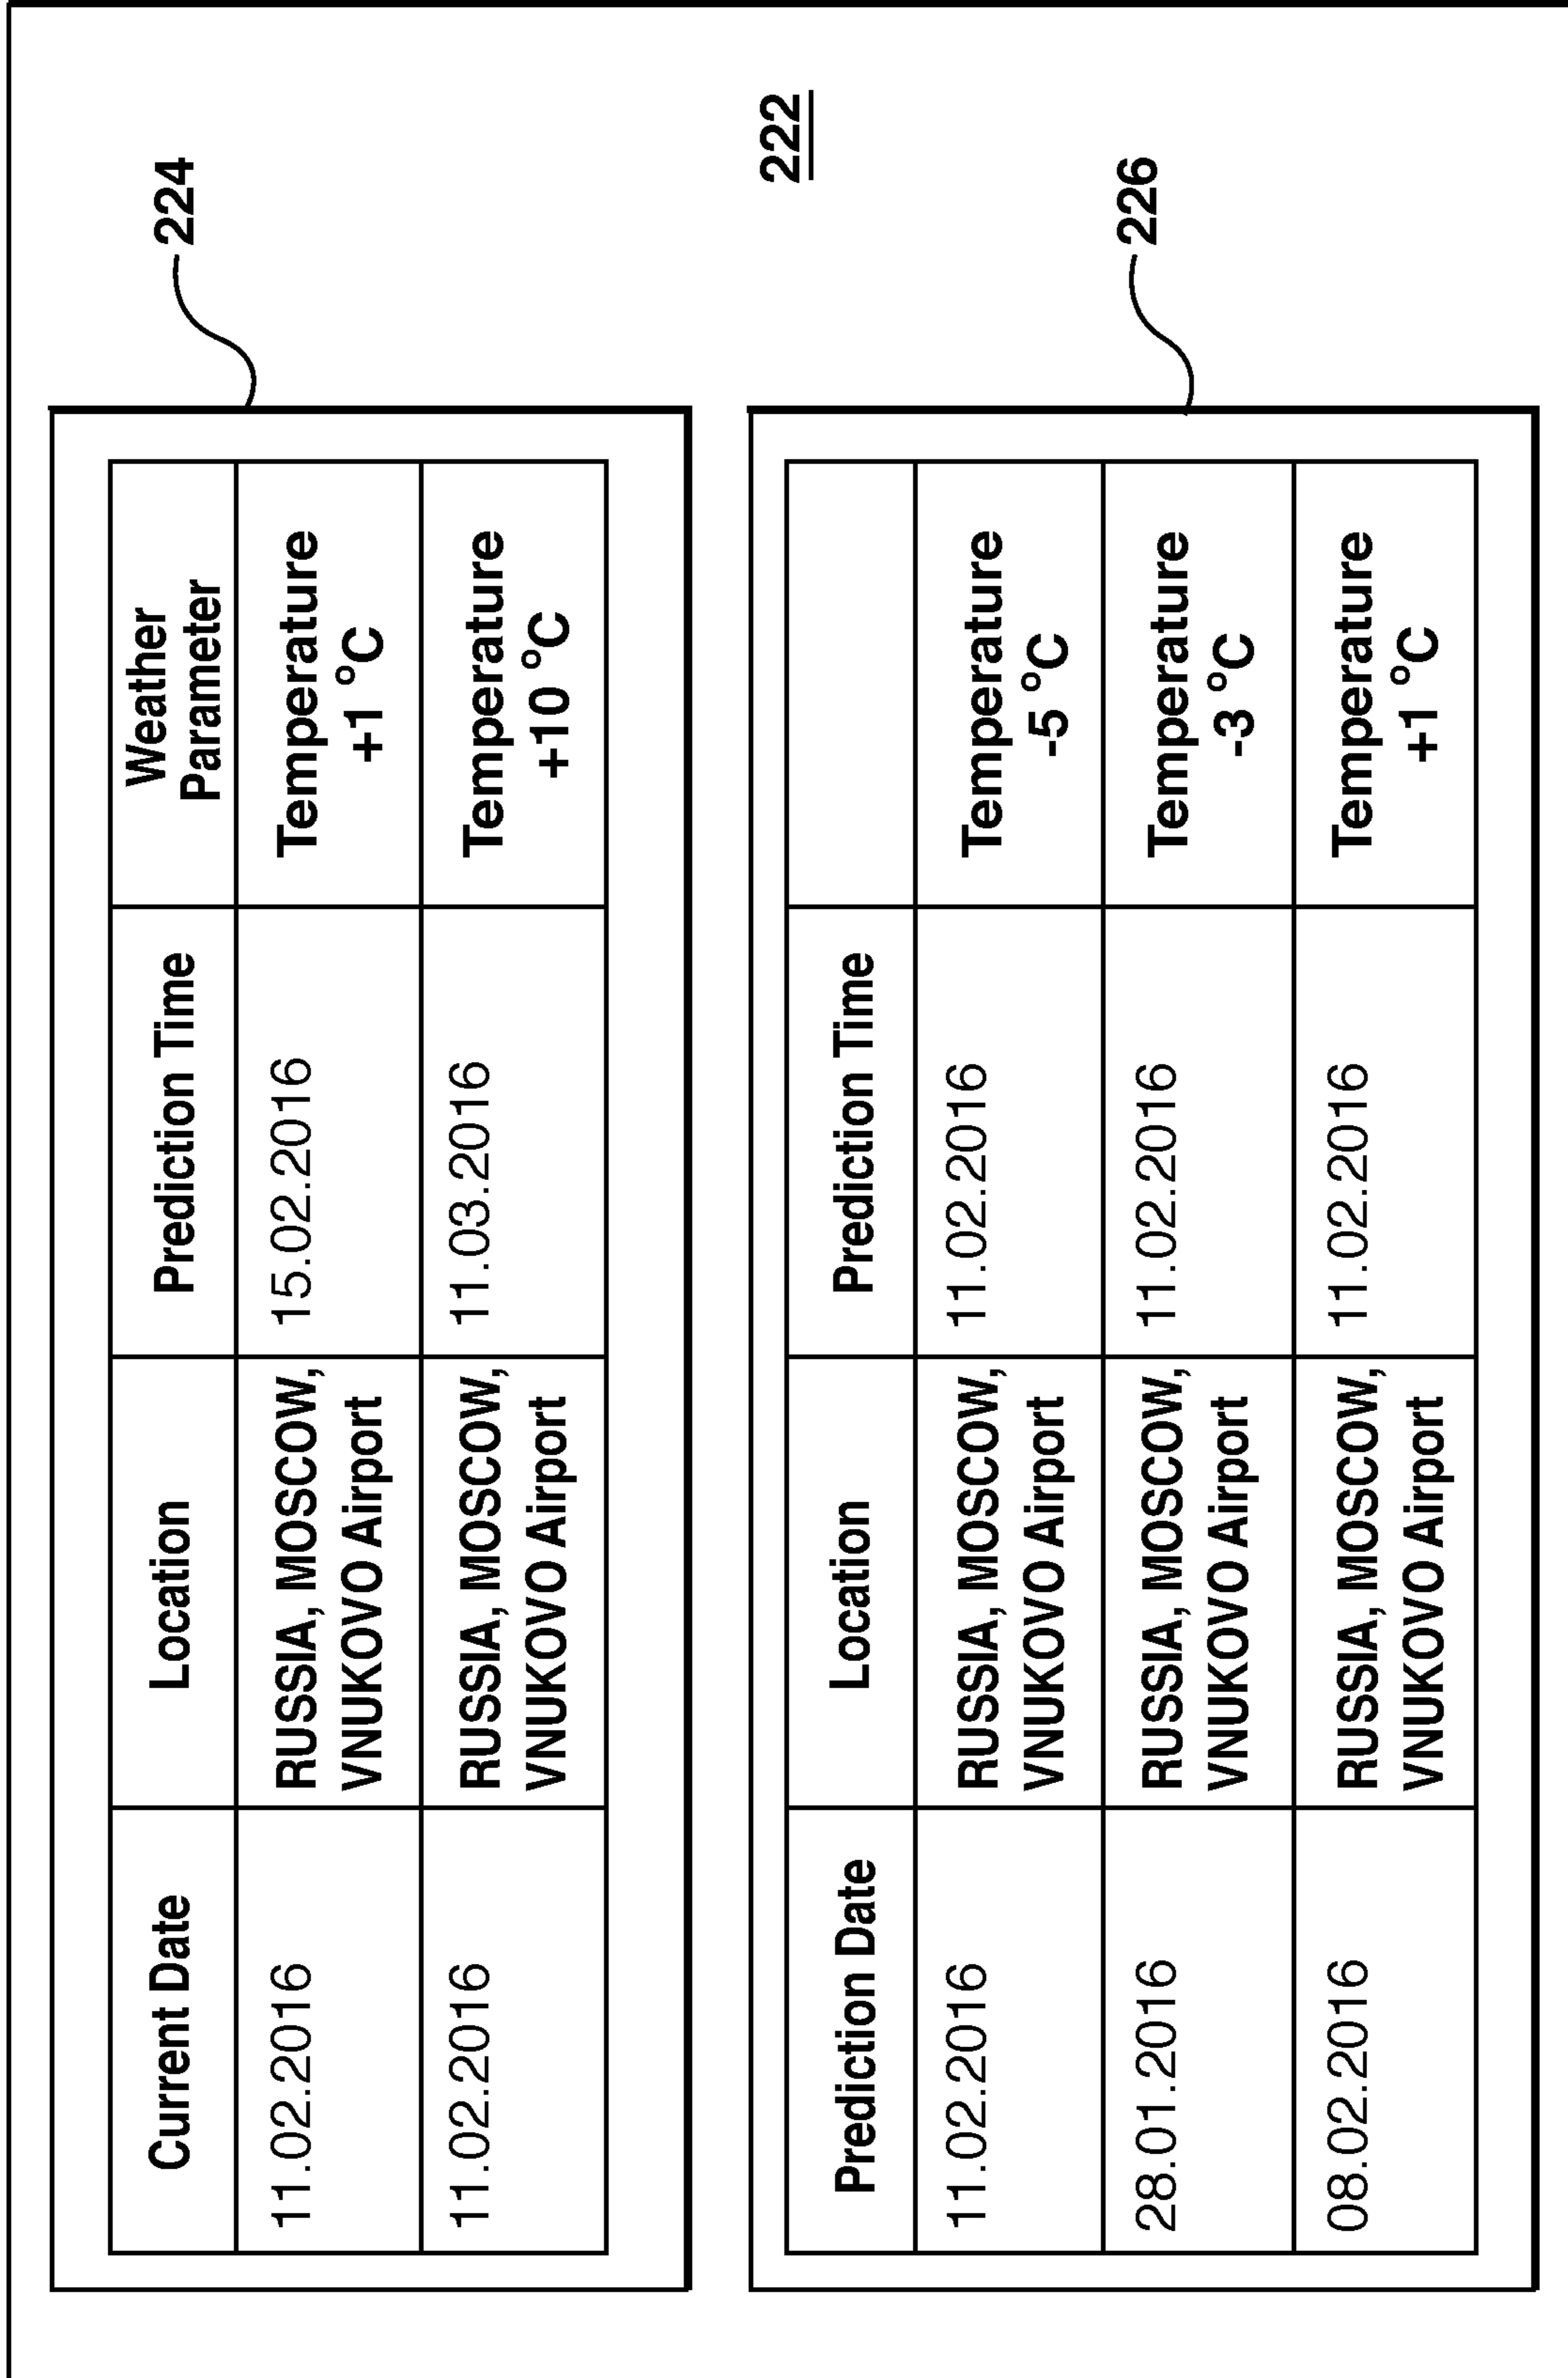 224
Current Date
Location
Prediction Time
Weather
Parameter
11.02.2016
RUSSIA, MOSCOW,
VNUKOVO Airport
15.02.2016
Temperature
+1 °C
11.02.2016
RUSSIA, MOSCOW,
VNUKOVO Airport
11.03.2016
Temperature
+10 °C
222
226
Prediction Date
Location
Prediction Time
11.02.2016
RUSSIA, MOSCOW,
VNUKOVO Airport
11.02.2016
Temperature
-5 °C
28.01.2016
RUSSIA, MOSCOW,
VNUKOVO Airport
11.02.2016
Temperature
-3 °C
08.02.2016
RUSSIA, MOSCOW,
VNUKOVO Airport
11.02.2016
Temperature
+1 °C